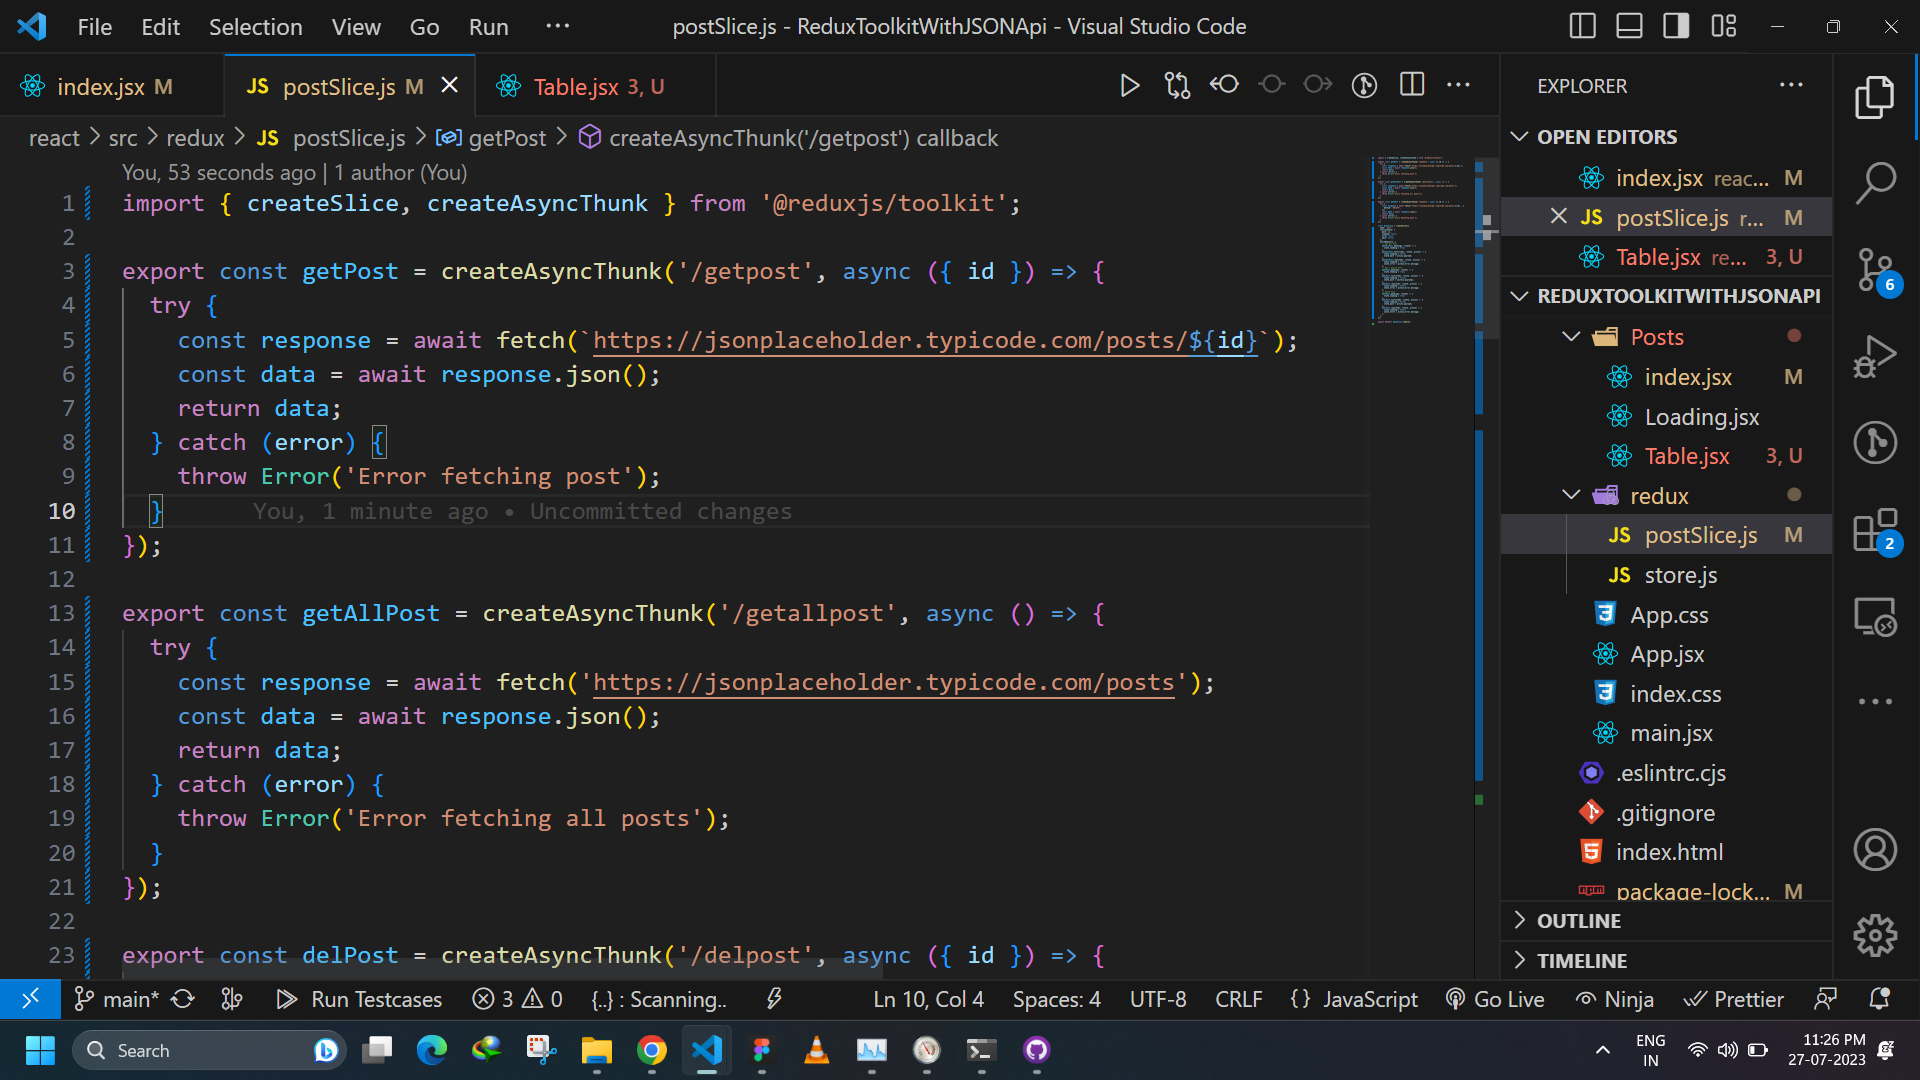 File Edit Selection View Go Run ··· postSlice.js - ReduxToolkitWithJSONApi - Visual Studio Code
index.jsx M JS postSlice.js M Table.jsx 3, U
react > src > redux > JS postSlice.js > getPost > createAsyncThunk('/getpost') callback
You, 53 seconds ago | 1 author (You)
1 import { createSlice, createAsyncThunk } from '@reduxjs/toolkit';
2
3 export const getPost = createAsyncThunk('/getpost', async ({ id }) => {
4 try {
5 const response = await fetch(`https://jsonplaceholder.typicode.com/posts/${id}`);
6 const data = await response.json();
7 return data;
8 } catch (error) {
9 throw Error('Error fetching post');
10 } You, 1 minute ago • Uncommitted changes
11 });
12
13 export const getAllPost = createAsyncThunk('/getallpost', async () => {
14 try {
15 const response = await fetch('https://jsonplaceholder.typicode.com/posts');
16 const data = await response.json();
17 return data;
18 } catch (error) {
19 throw Error('Error fetching all posts');
20 }
21 });
22
23 export const delPost = createAsyncThunk('/delpost', async ({ id }) => {
EXPLORER ···
OPEN EDITORS
index.jsx reac... M
JS postSlice.js r... M
Table.jsx re... 3, U
REDUXTOOLKITWITHJSONAPI
Posts
index.jsx M
Loading.jsx
Table.jsx 3, U
redux
JS postSlice.js M
JS store.js
App.css
App.jsx
index.css
main.jsx
.eslintrc.cjs
.gitignore
index.html
package-lock... M
OUTLINE
TIMELINE
6
2
main* Run Testcases 3 0 {..} : Scanning.. Ln 10, Col 4 Spaces: 4 UTF-8 CRLF {} JavaScript Go Live Ninja Prettier
Search
ENG
IN
11:26 PM
27-07-2023